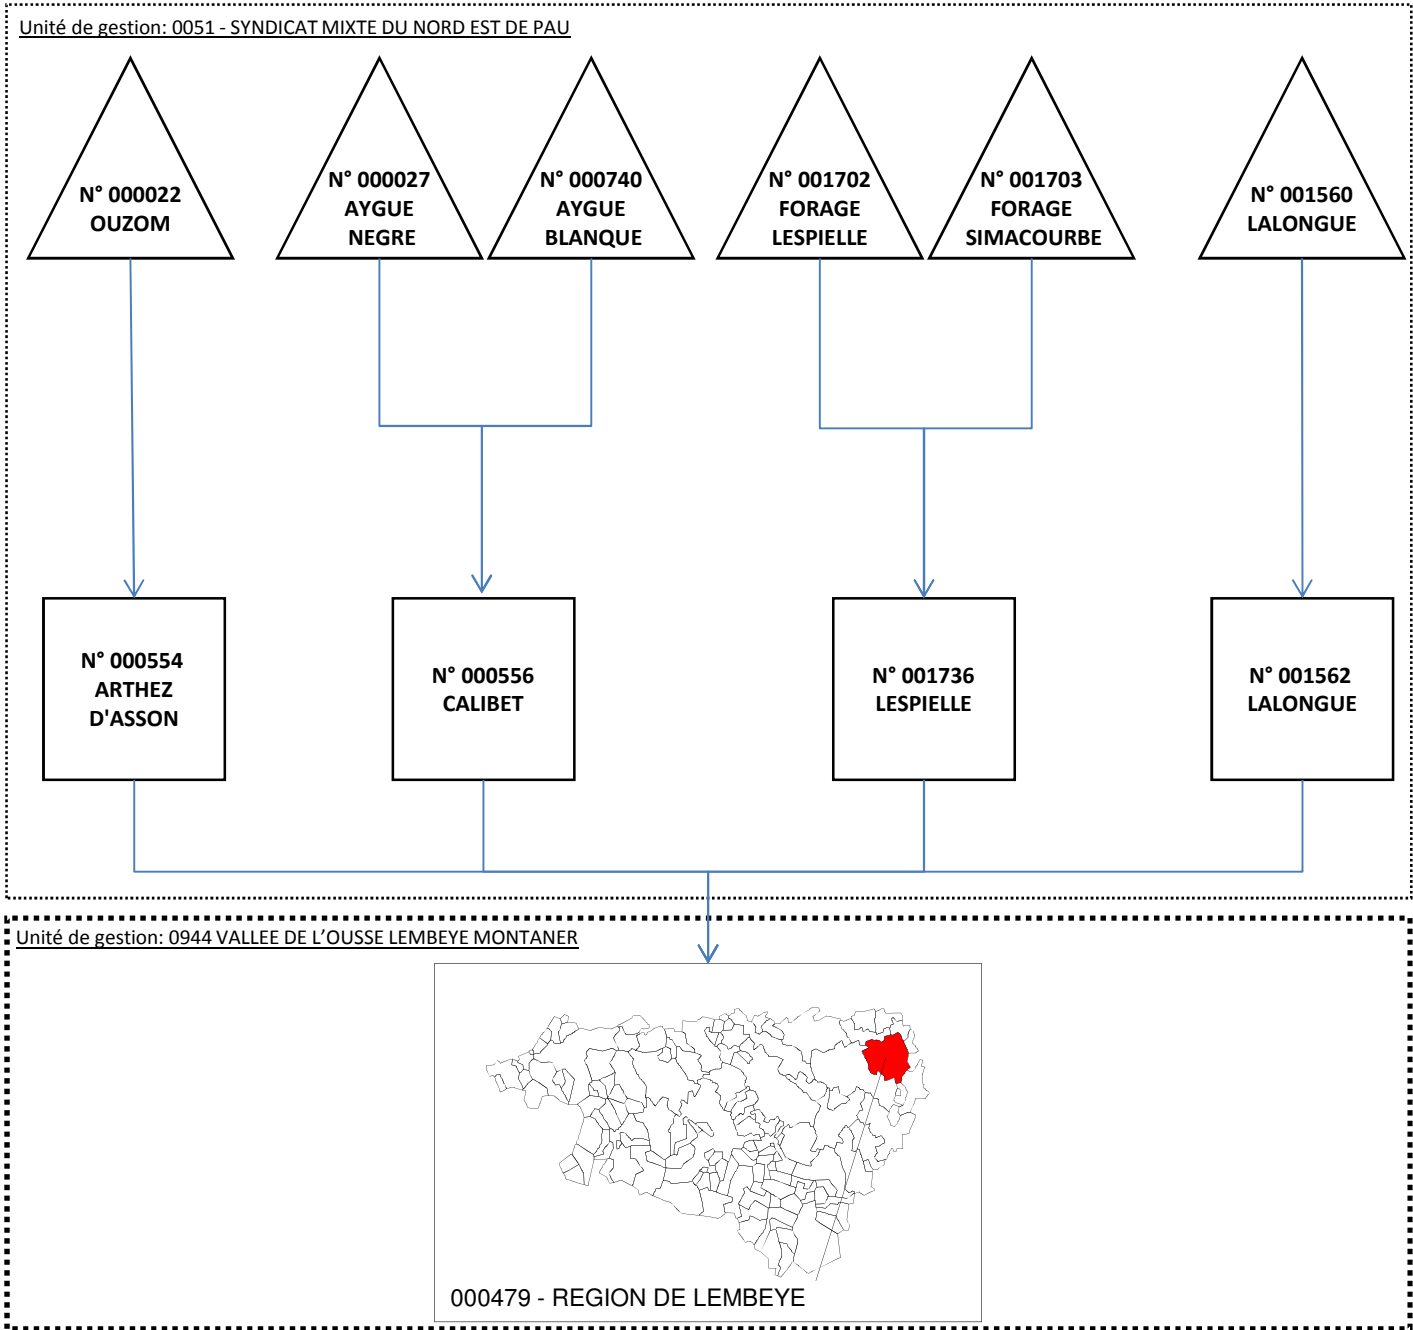 Unité de gestion: 0051 - SYNDICAT MIXTE DU NORD EST DE PAU
N° 000022
OUZOM
N° 000027
AYGUE
NEGRE
N° 000740
AYGUE
BLANQUE
N° 001702
FORAGE
LESPIELLE
N° 001703
FORAGE
SIMACOURBE
N° 001560
LALONGUE
N° 000554
ARTHEZ
D'ASSON
N° 000556
CALIBET
N° 001736
LESPIELLE
N° 001562
LALONGUE
Unité de gestion: 0944 VALLEE DE L’OUSSE LEMBEYE MONTANER
000479 - REGION DE LEMBEYE